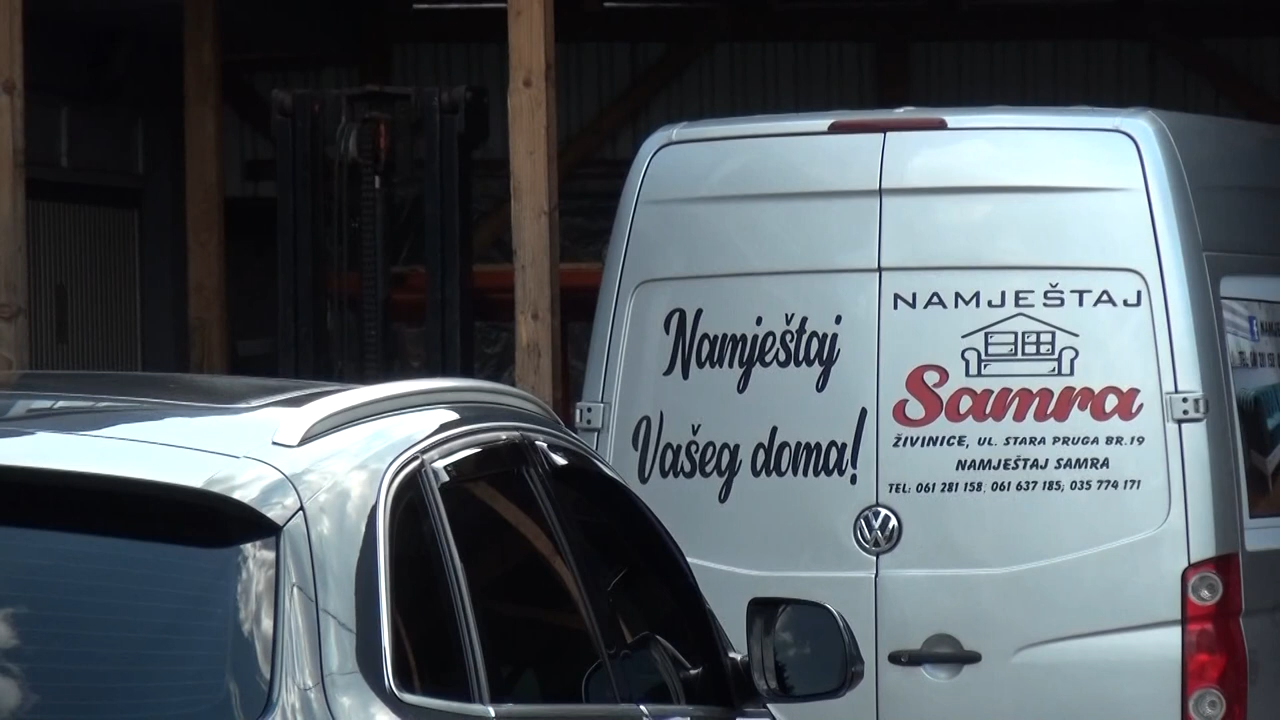 Namještaj
Vašeg doma!
NAMJEŠTAJ
Samra
ŽIVINICE, UL. STARA PRUGA BR.19
NAMJEŠTAJ SAMRA
TEL: 061 281 158, 061 637 185; 035 774 171